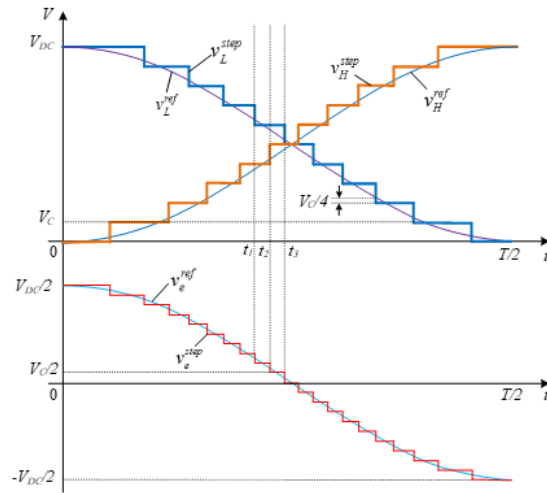 V
V_DC
v_L^step
v_H^step
v_L^ref
v_H^ref
V_C/4
V_C
0
t_1 t_2 t_3
T/2 t
V_DC/2
v_a^ref
v_a^step
V_C/2
0
T/2 t
-V_DC/2